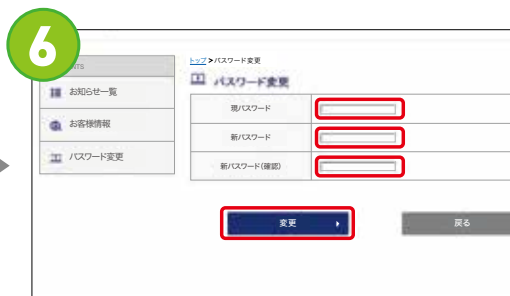 6
NTS
お知らせ一覧
お客様情報
パスワード変更
トップ>パスワード変更
パスワード変更
現パスワード
新パスワード
新パスワード(確認)
変更
戻る